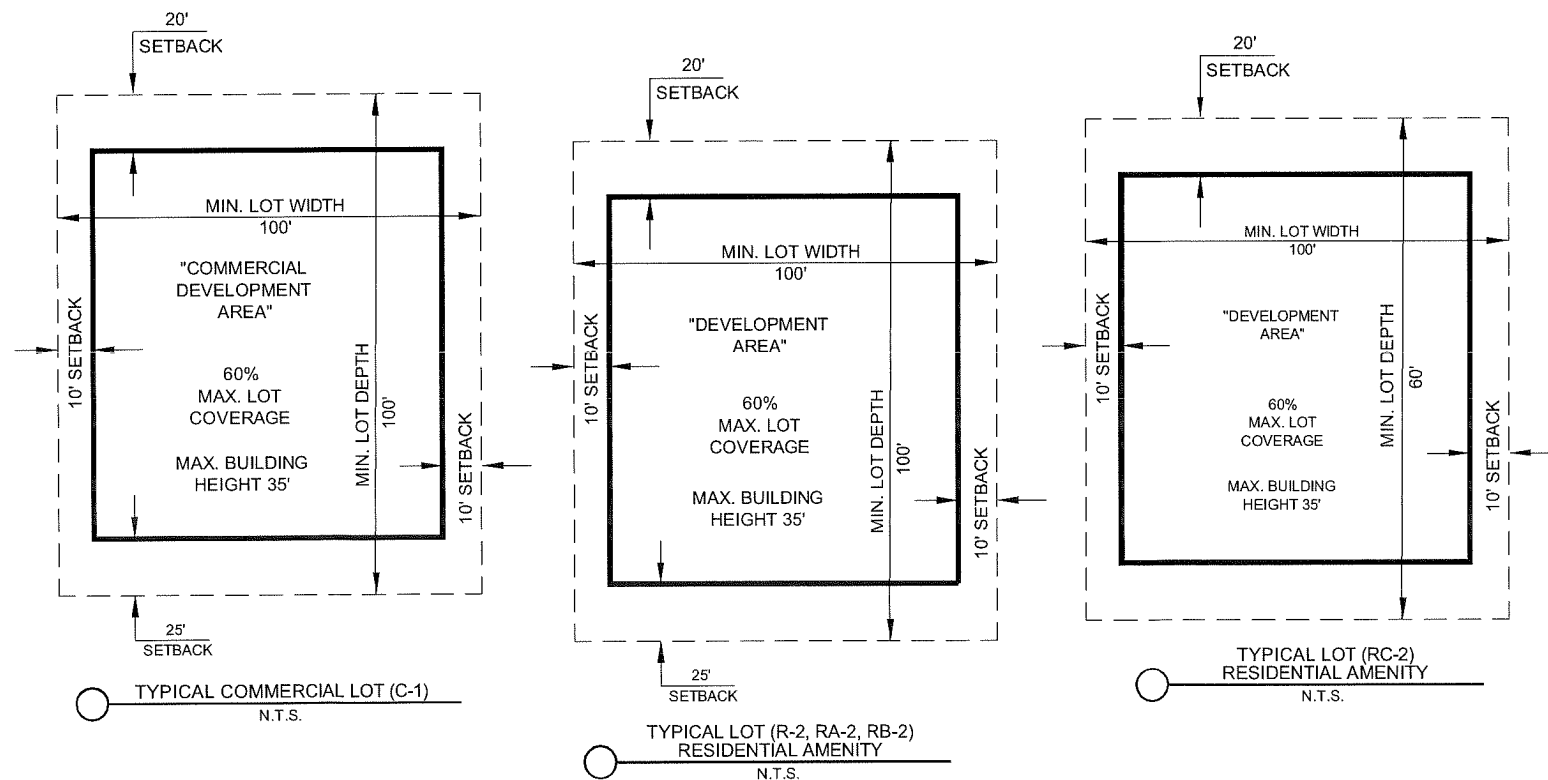 20'
SETBACK
MIN. LOT WIDTH
100'
"COMMERCIAL
DEVELOPMENT
AREA"
10' SETBACK
60%
MAX. LOT
COVERAGE
MIN. LOT DEPTH
100'
MAX. BUILDING
HEIGHT 35'
10' SETBACK
25'
SETBACK
TYPICAL COMMERCIAL LOT (C-1)
N.T.S.
20'
SETBACK
MIN. LOT WIDTH
100'
"DEVELOPMENT
AREA"
10' SETBACK
60%
MAX. LOT
COVERAGE
MIN. LOT DEPTH
100'
MAX. BUILDING
HEIGHT 35'
10' SETBACK
25'
SETBACK
TYPICAL LOT (R-2, RA-2, RB-2)
RESIDENTIAL AMENITY
N.T.S.
20'
SETBACK
MIN. LOT WIDTH
100'
"DEVELOPMENT
AREA"
10' SETBACK
60%
MAX. LOT
COVERAGE
MIN. LOT DEPTH
60'
MAX. BUILDING
HEIGHT 35'
10' SETBACK
TYPICAL LOT (RC-2)
RESIDENTIAL AMENITY
N.T.S.